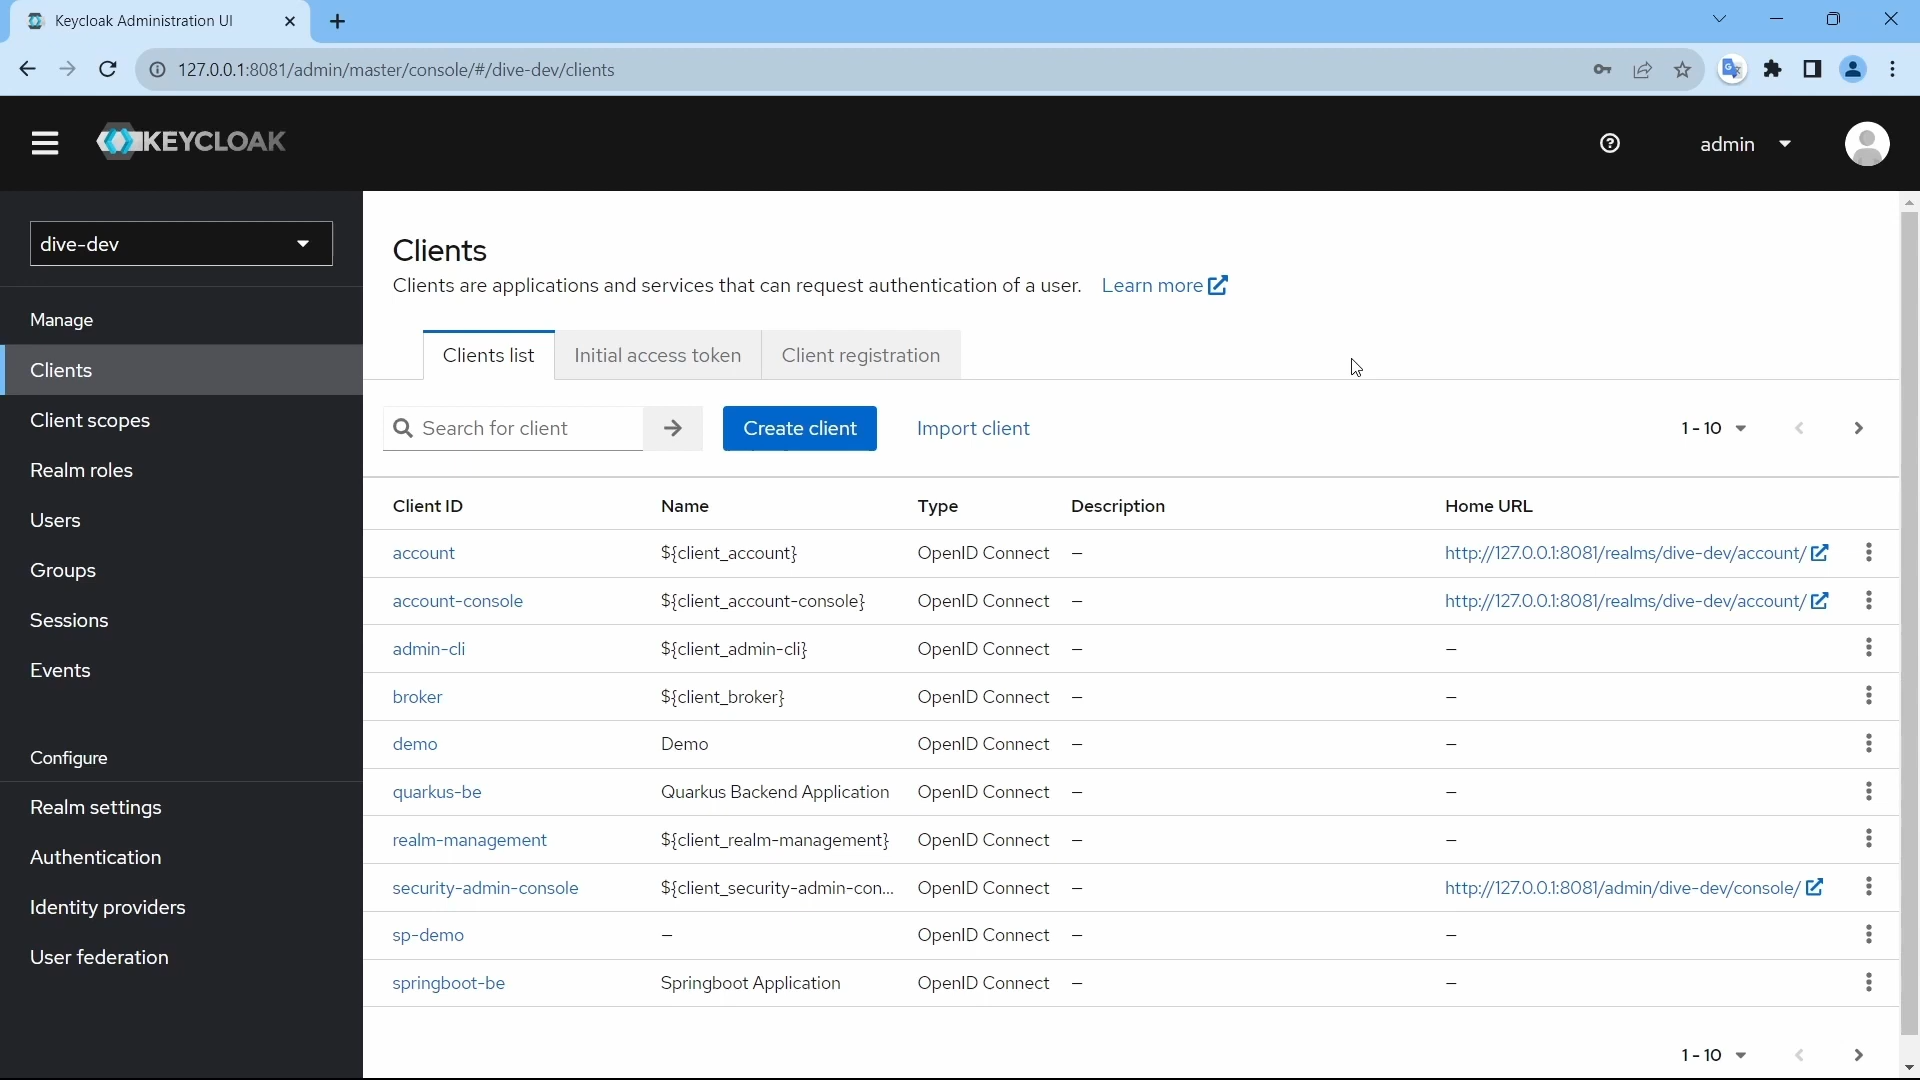 Keycloak Administration UI
127.0.0.1:8081/admin/master/console/#/dive-dev/clients
KEYCLOAK
admin
dive-dev
Manage
Clients
Client scopes
Realm roles
Users
Groups
Sessions
Events
Configure
Realm settings
Authentication
Identity providers
User federation
Clients
Clients are applications and services that can request authentication of a user. Learn more
Clients list Initial access token Client registration
Search for client Create client Import client 1 - 10
Client ID Name Type Description Home URL
account ${client_account} OpenID Connect – http://127.0.0.1:8081/realms/dive-dev/account/
account-console ${client_account-console} OpenID Connect – http://127.0.0.1:8081/realms/dive-dev/account/
admin-cli ${client_admin-cli} OpenID Connect – –
broker ${client_broker} OpenID Connect – –
demo Demo OpenID Connect – –
quarkus-be Quarkus Backend Application OpenID Connect – –
realm-management ${client_realm-management} OpenID Connect – –
security-admin-console ${client_security-admin-con... OpenID Connect – http://127.0.0.1:8081/admin/dive-dev/console/
sp-demo – OpenID Connect – –
springboot-be Springboot Application OpenID Connect – –
1 - 10